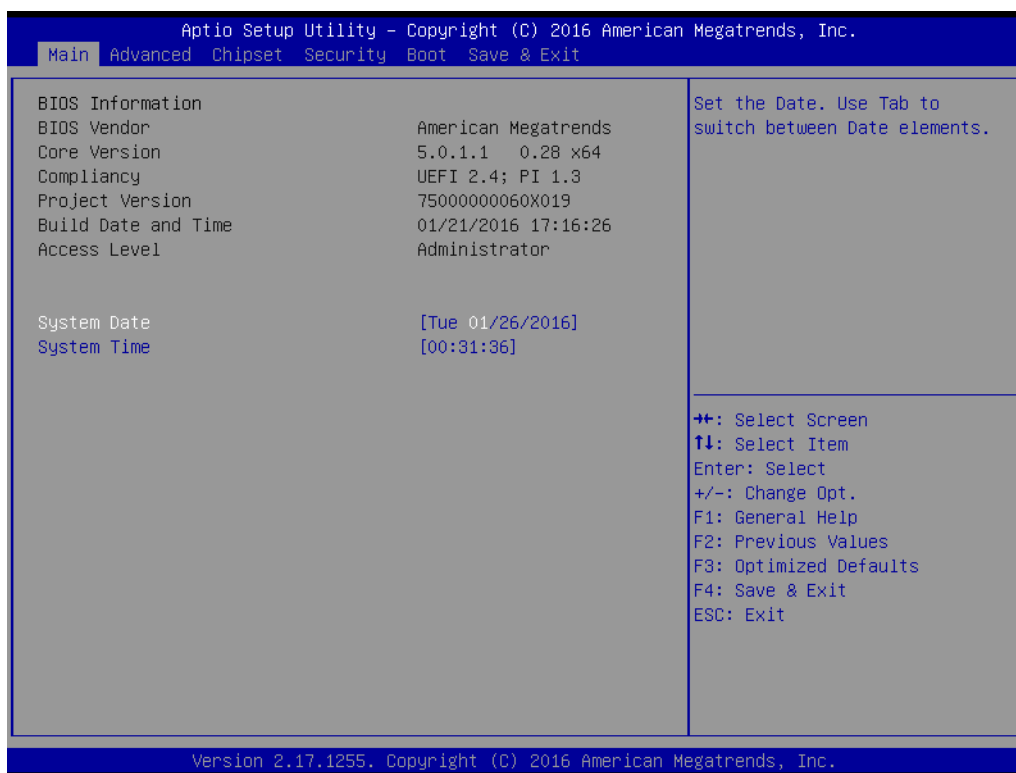 Aptio Setup Utility – Copyright (C) 2016 American Megatrends, Inc.
Main Advanced Chipset Security Boot Save & Exit
BIOS Information
BIOS Vendor American Megatrends
Core Version 5.0.1.1 0.28 x64
Compliancy UEFI 2.4; PI 1.3
Project Version 75000000060X019
Build Date and Time 01/21/2016 17:16:26
Access Level Administrator
System Date [Tue 01/26/2016]
System Time [00:31:36]
Set the Date. Use Tab to
switch between Date elements.
→←: Select Screen
↑↓: Select Item
Enter: Select
+/-: Change Opt.
F1: General Help
F2: Previous Values
F3: Optimized Defaults
F4: Save & Exit
ESC: Exit
Version 2.17.1255. Copyright (C) 2016 American Megatrends, Inc.